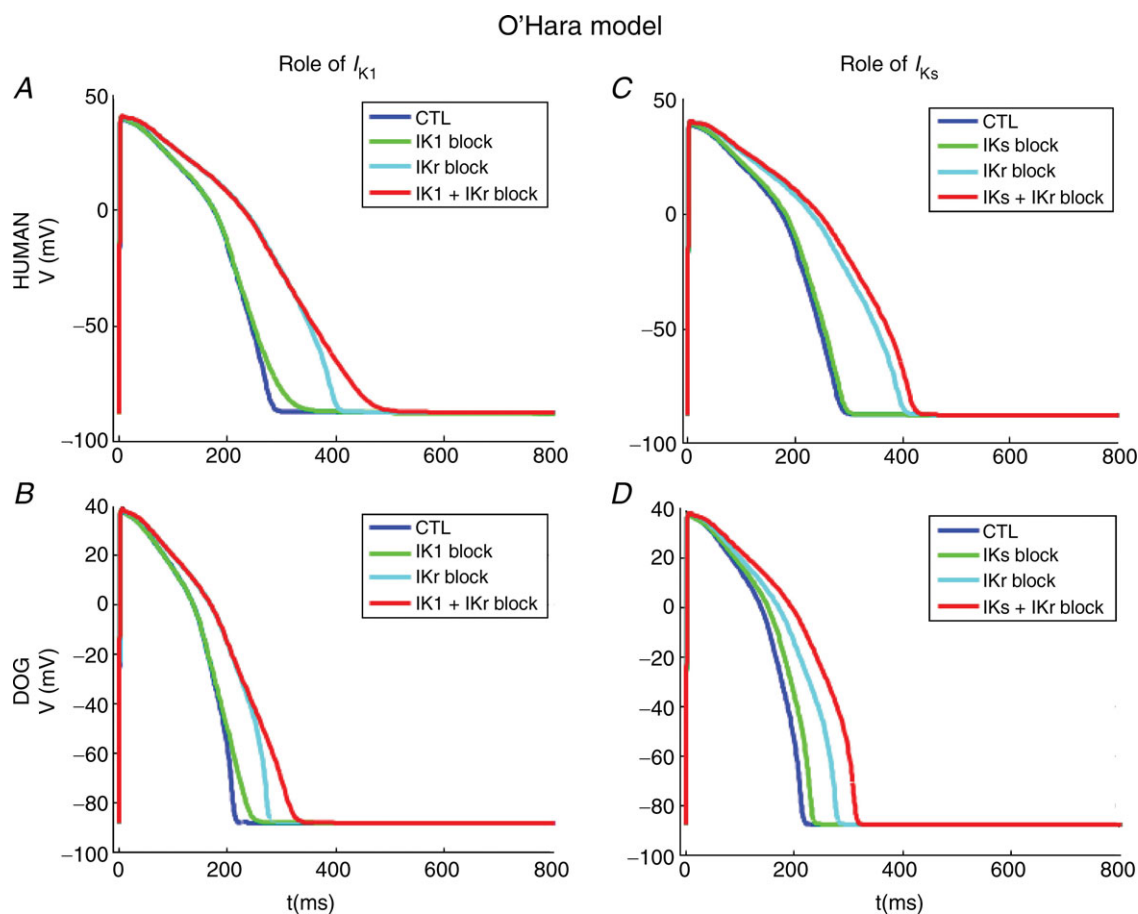 O'Hara model
Role of IK1
Role of IKs
A
50
0
−50
−100
HUMAN
V (mV)
CTL
IK1 block
IKr block
IK1 + IKr block
0 200 400 600 800
C
50
0
−50
−100
HUMAN
V (mV)
CTL
IKs block
IKr block
IKs + IKr block
0 200 400 600 800
B
40
20
0
−20
−40
−60
−80
−100
DOG
V (mV)
CTL
IK1 block
IKr block
IK1 + IKr block
0 200 400 600 800
t(ms)
D
40
20
0
−20
−40
−60
−80
−100
DOG
V (mV)
CTL
IKs block
IKr block
IKs + IKr block
0 200 400 600 800
t(ms)